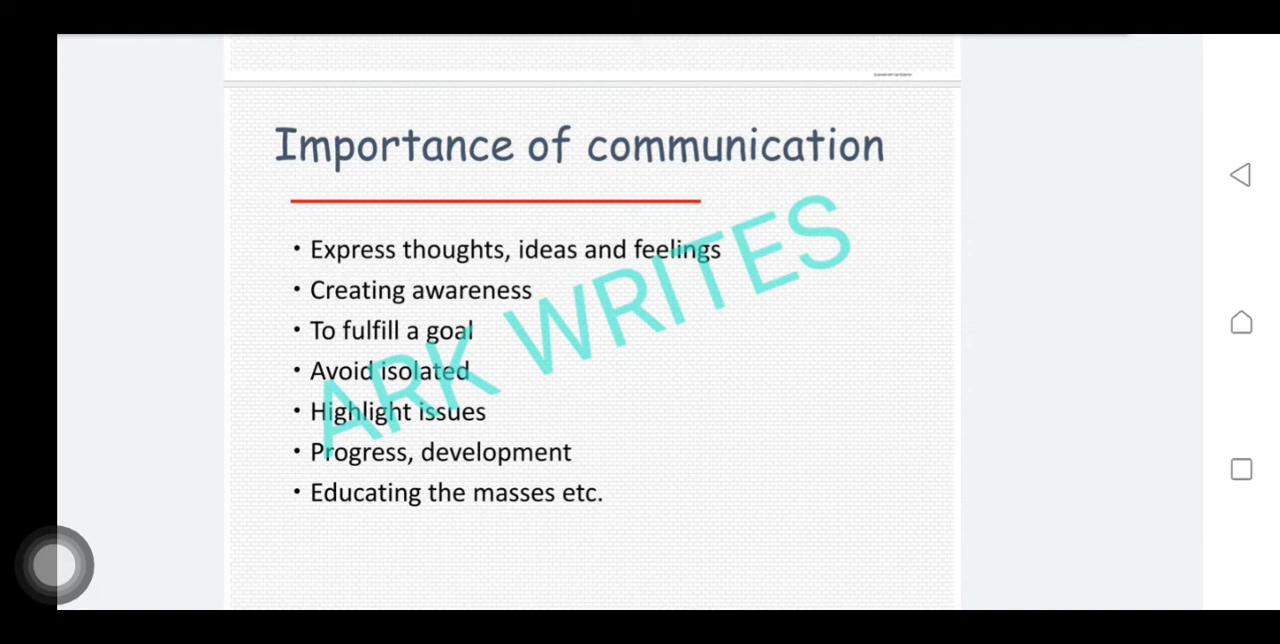 Importance of communication
• Express thoughts, ideas and feelings
• Creating awareness
• To fulfill a goal
• Avoid isolated
• Highlight issues
• Progress, development
• Educating the masses etc.
ARK WRITES